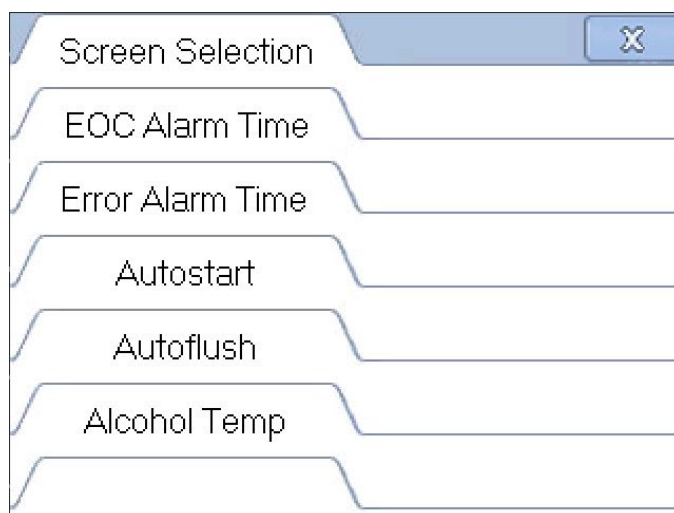 Screen Selection
X
EOC Alarm Time
Error Alarm Time
Autostart
Autoflush
Alcohol Temp